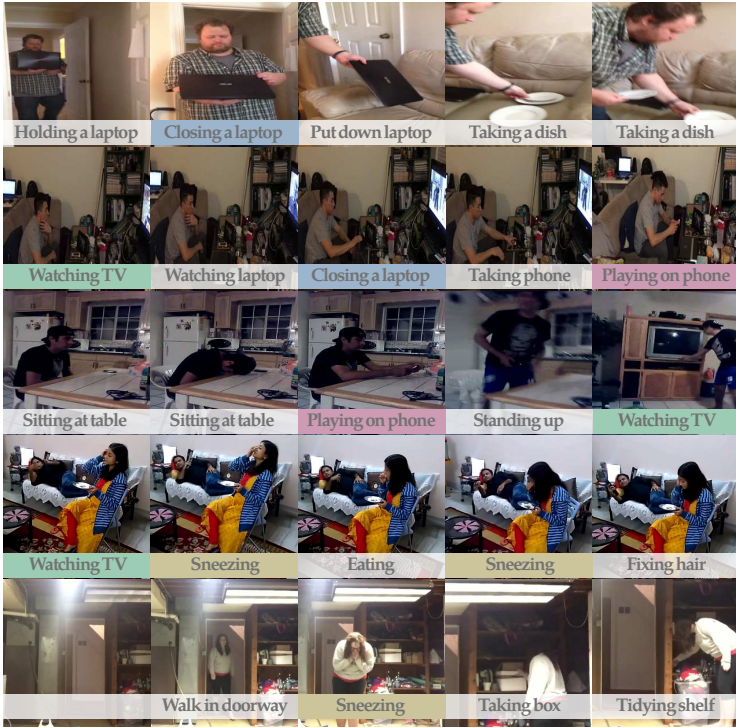 Holding a laptop
Closing a laptop
Put down laptop
Taking a dish
Taking a dish
Watching TV
Watching laptop
Closing a laptop
Taking phone
Playing on phone
Sitting at table
Sitting at table
Playing on phone
Standing up
Watching TV
Watching TV
Sneezing
Eating
Sneezing
Fixing hair
Walk in doorway
Sneezing
Taking box
Tidying shelf